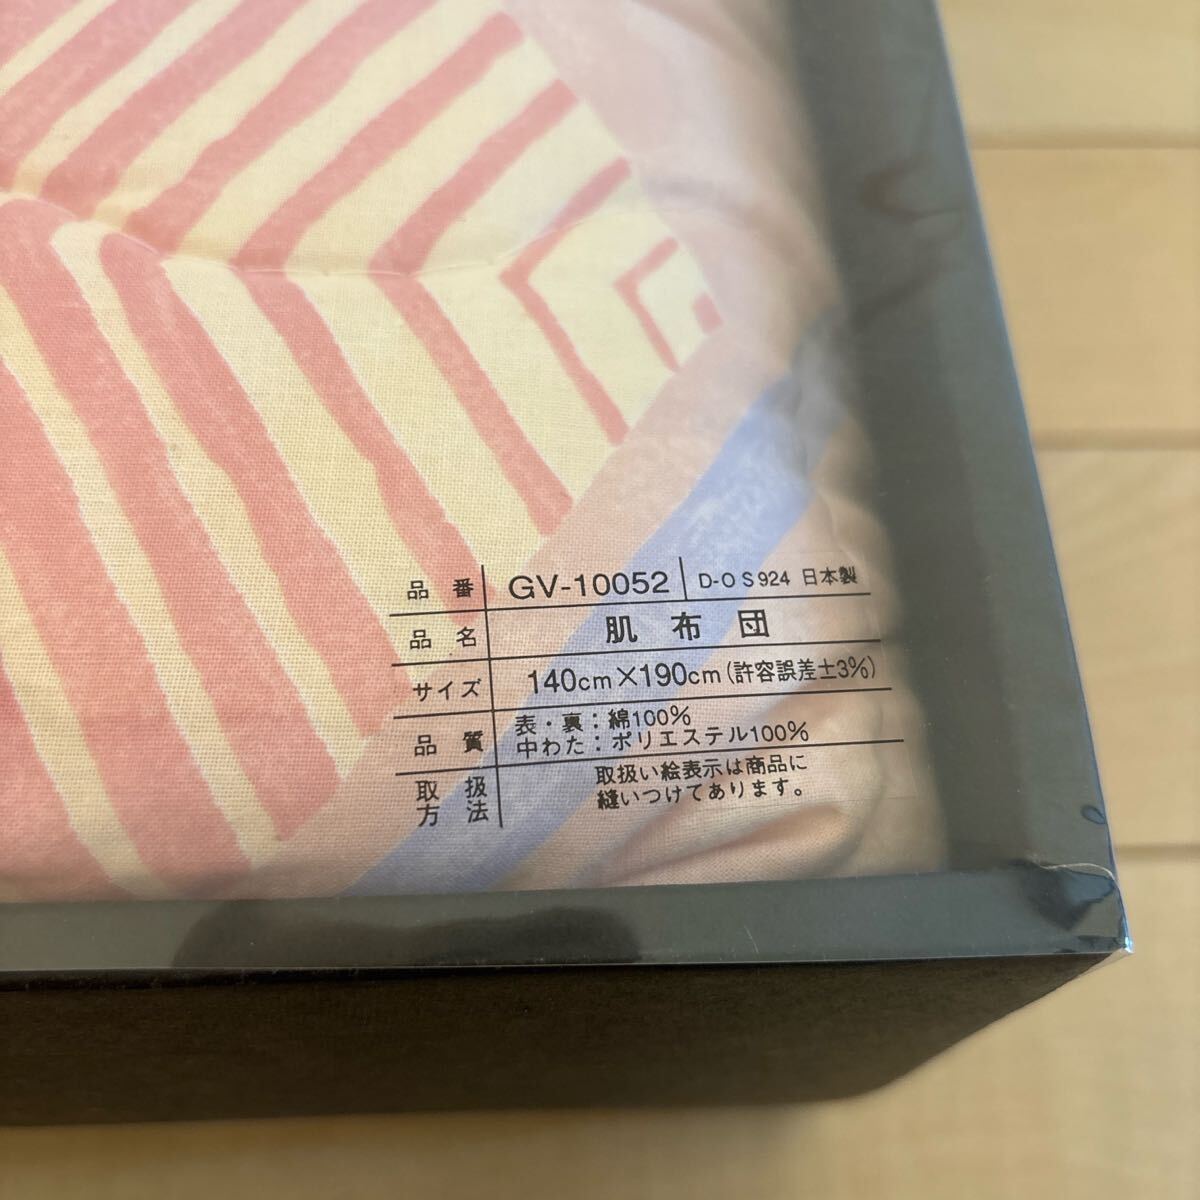 品番 GV-10052 D-OS924 日本製
品名 肌布団
サイズ 140cm×190cm(許容誤差±3%)
品質 表・裏:綿100%
中わた:ポリエステル100%
取扱方法 取扱い絵表示は商品に
縫いつけてあります。